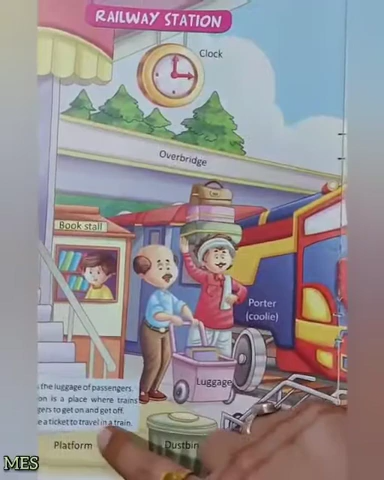 RAILWAY STATION
Clock
Overbridge
Book stall
Porter
(coolie)
Luggage
the luggage of passengers.
on is a place where trains
gers to get on and get off.
e a ticket to travel in a train.
Platform
Dustbin
MES